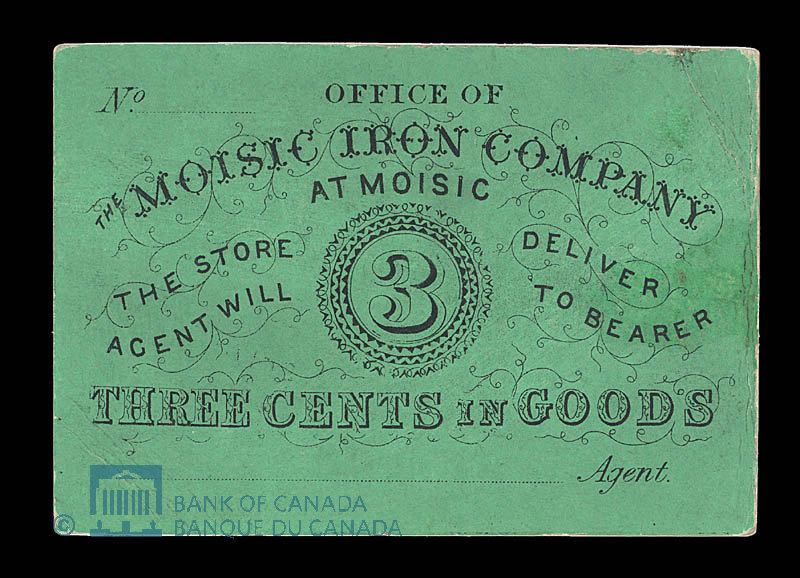 No
OFFICE OF
THE MOISIC IRON COMPANY
AT MOISIC
THE STORE
AGENT WILL
3
DELIVER
TO BEARER
THREE CENTS IN GOODS
Agent.
© BANK OF CANADA
BANQUE DU CANADA